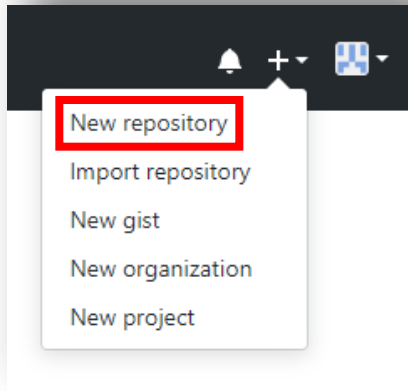 New repository
Import repository
New gist
New organization
New project